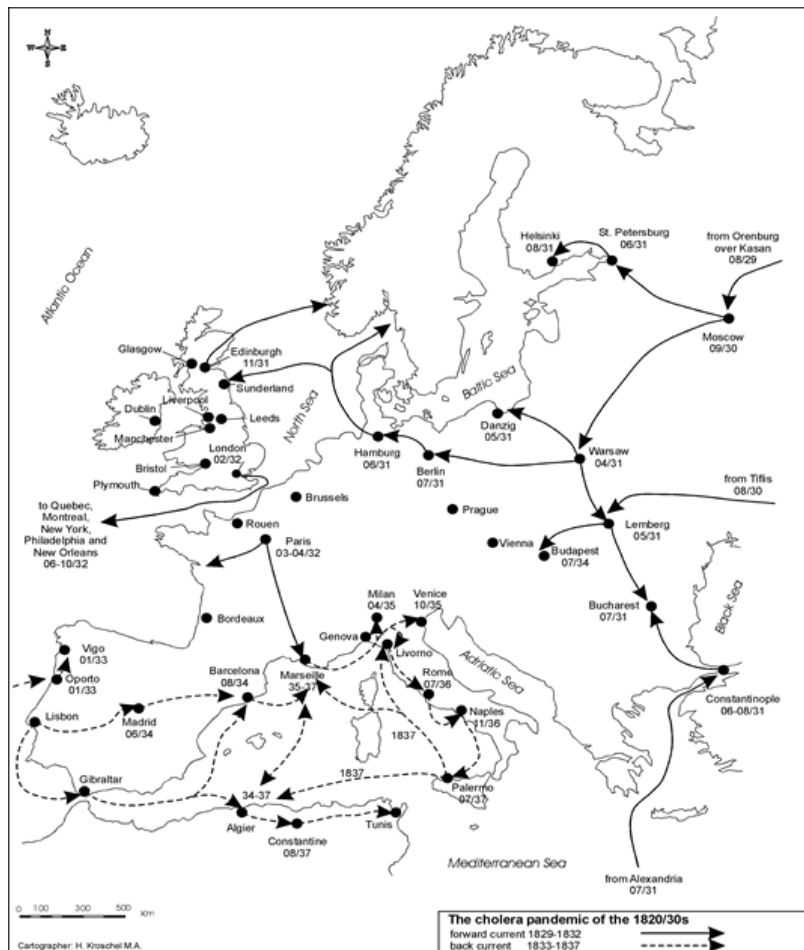 N
W
E
S
Atlantic Ocean
Helsinki
08/31
St. Petersburg
06/31
from Orenburg
over Kasan
08/29
Moscow
09/30
Glasgow
Edinburgh
11/31
Sunderland
Liverpool
Dublin
Leeds
Manchester
London
02/32
Bristol
Plymouth
North Sea
Baltic Sea
Danzig
05/31
Hamburg
06/31
Berlin
07/31
Warsaw
04/31
from Tiflis
08/30
Brussels
Prague
Lemberg
05/31
to Quebec,
Montreal,
New York,
Philadelphia and
New Orleans
06-10/32
Rouen
Paris
03-04/32
Vienna
Budapest
07/34
Black Sea
Bucharest
07/31
Bordeaux
Milan
04/35
Venice
10/35
Genova
Livorno
Adriatic Sea
Vigo
01/33
Oporto
01/33
Barcelona
08/34
Marseille
35-37
Rome
07/36
Constantinople
06-08/31
Lisbon
Madrid
06/34
Naples
11/36
1837
1837
Gibraltar
34-37
Palermo
07/37
Algier
Constantine
08/37
Tunis
Mediterranean Sea
from Alexandria
07/31
0 100 300 500
Km
Cartographer: H. Kroschel M.A.
The cholera pandemic of the 1820/30s
forward current 1829-1832
back current 1833-1837